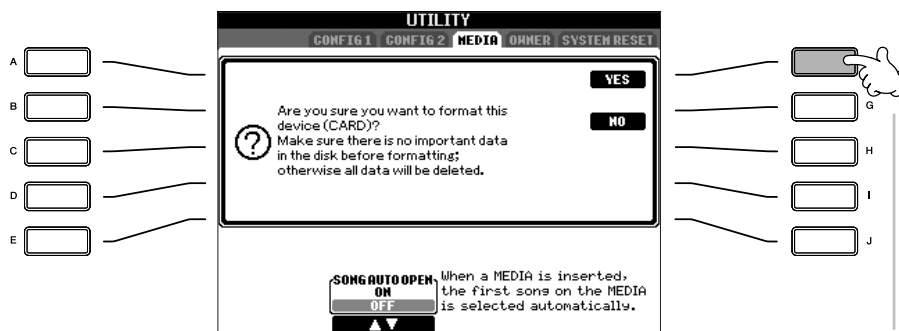 UTILITY
CONFIG 1 CONFIG 2 MEDIA OWNER SYSTEM RESET
A
B
C
D
E
YES
NO
Are you sure you want to format this
device (CARD)?
Make sure there is no important data
in the disk before formatting;
otherwise all data will be deleted.
G
H
I
J
SONG AUTO OPEN
ON
OFF
When a MEDIA is inserted,
the first song on the MEDIA
is selected automatically.